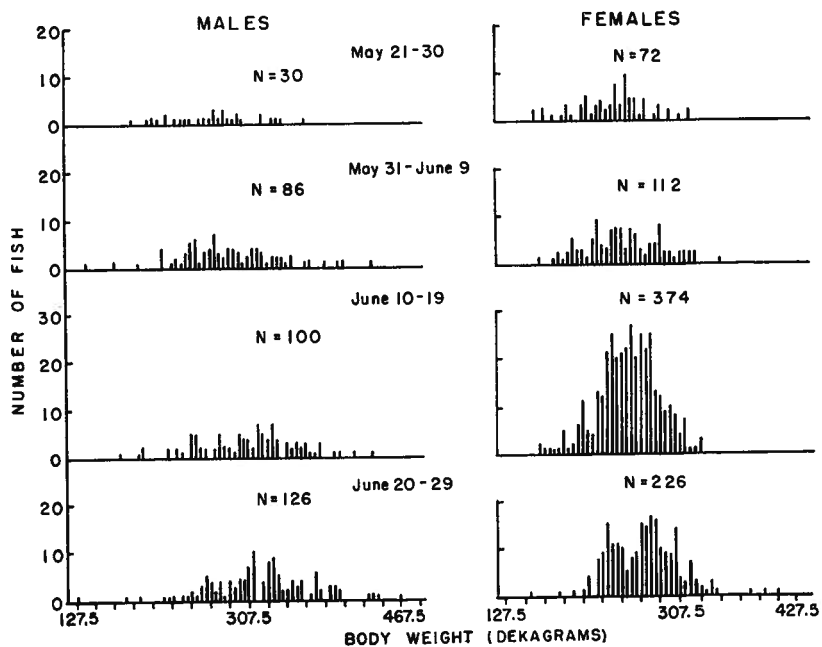 MALES
FEMALES
20
10
0
May 21-30
N=30
N=72
20
10
0
May 31-June 9
N = 86
N = 112
NUMBER OF FISH
30
20
10
0
June 10-19
N = 100
N = 374
20
10
0
June 20-29
N=126
N = 226
127.5 307.5 467.5
127.5 307.5 427.5
BODY WEIGHT (DEKAGRAMS)